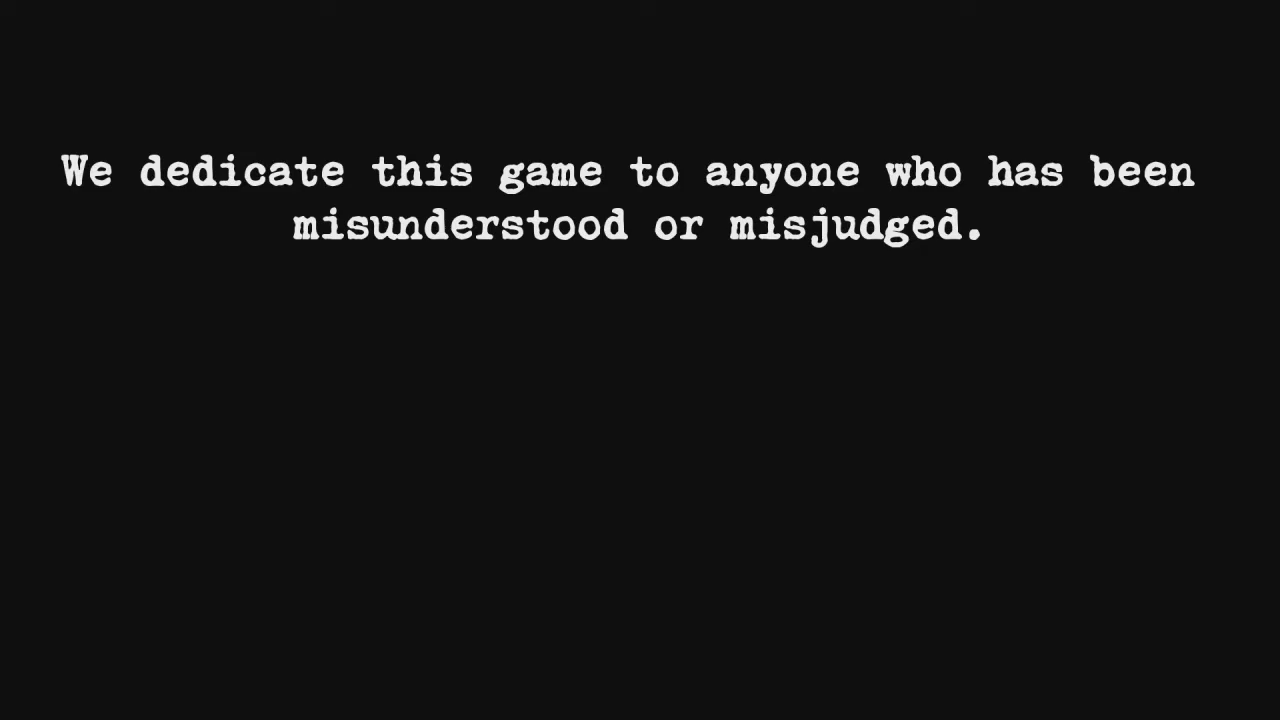 We dedicate this game to anyone who has been
misunderstood or misjudged.